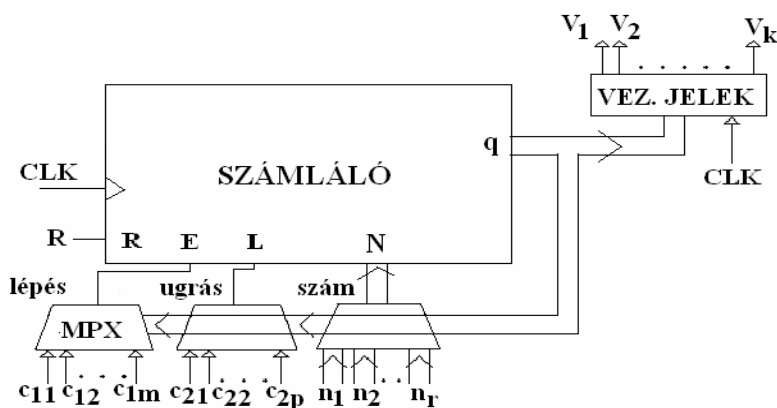 V1 V2 Vk
. . . . .
VEZ. JELEK
CLK
q
CLK
SZÁMLÁLÓ
R R E L N
lépés ugrás szám
MPX
c11 c12 . . . c1m c21 c22 . . . c2p n1 n2 . . nr